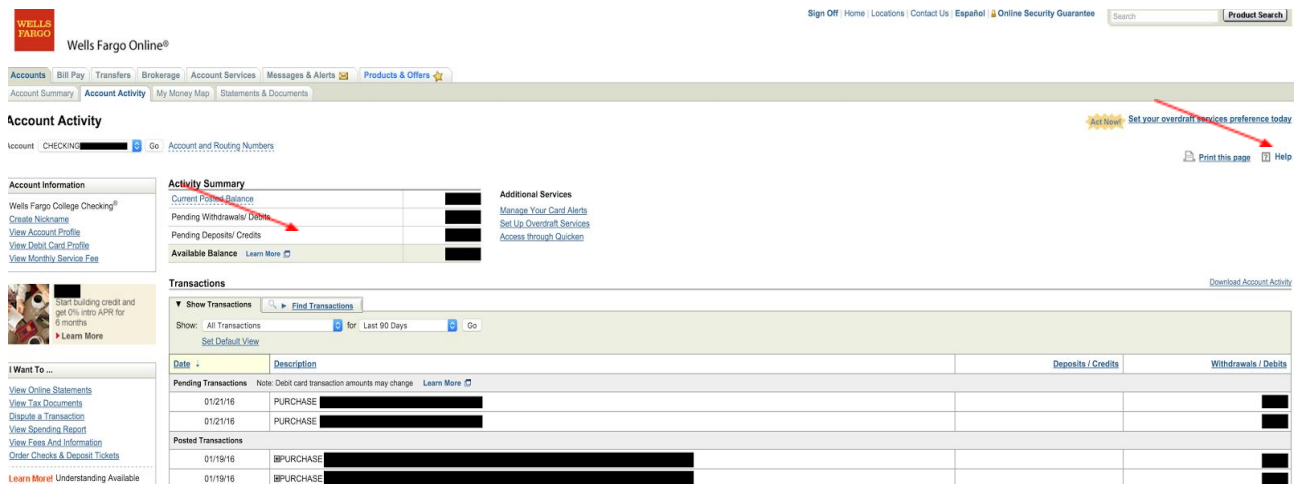 Sign Off | Home | Locations | Contact Us | Español | Online Security Guarantee Search Product Search
WELLS
FARGO
Wells Fargo Online®
Accounts Bill Pay Transfers Brokerage Account Services Messages & Alerts Products & Offers
Account Summary Account Activity My Money Map Statements & Documents
Account Activity
Act Now! Set your overdraft services preference today
Account CHECKING Go Account and Routing Numbers
Print this page ? Help
Account Information
Wells Fargo College Checking®
Create Nickname
View Account Profile
View Debit Card Profile
View Monthly Service Fee
Start building credit and
get 0% intro APR for
6 months
Learn More
I Want To ...
View Online Statements
View Tax Documents
Dispute a Transaction
View Spending Report
View Fees And Information
Order Checks & Deposit Tickets
Learn More! Understanding Available
Activity Summary
Current Posted Balance
Pending Withdrawals/ Debits
Pending Deposits/ Credits
Available Balance Learn More
Additional Services
Manage Your Card Alerts
Set Up Overdraft Services
Access through Quicken
Transactions Download Account Activity
Show Transactions Find Transactions
Show: All Transactions for Last 90 Days Go
Set Default View
Date Description Deposits / Credits Withdrawals / Debits
Pending Transactions Note: Debit card transaction amounts may change Learn More
01/21/16 PURCHASE
01/21/16 PURCHASE
Posted Transactions
01/19/16 PURCHASE
01/19/16 PURCHASE